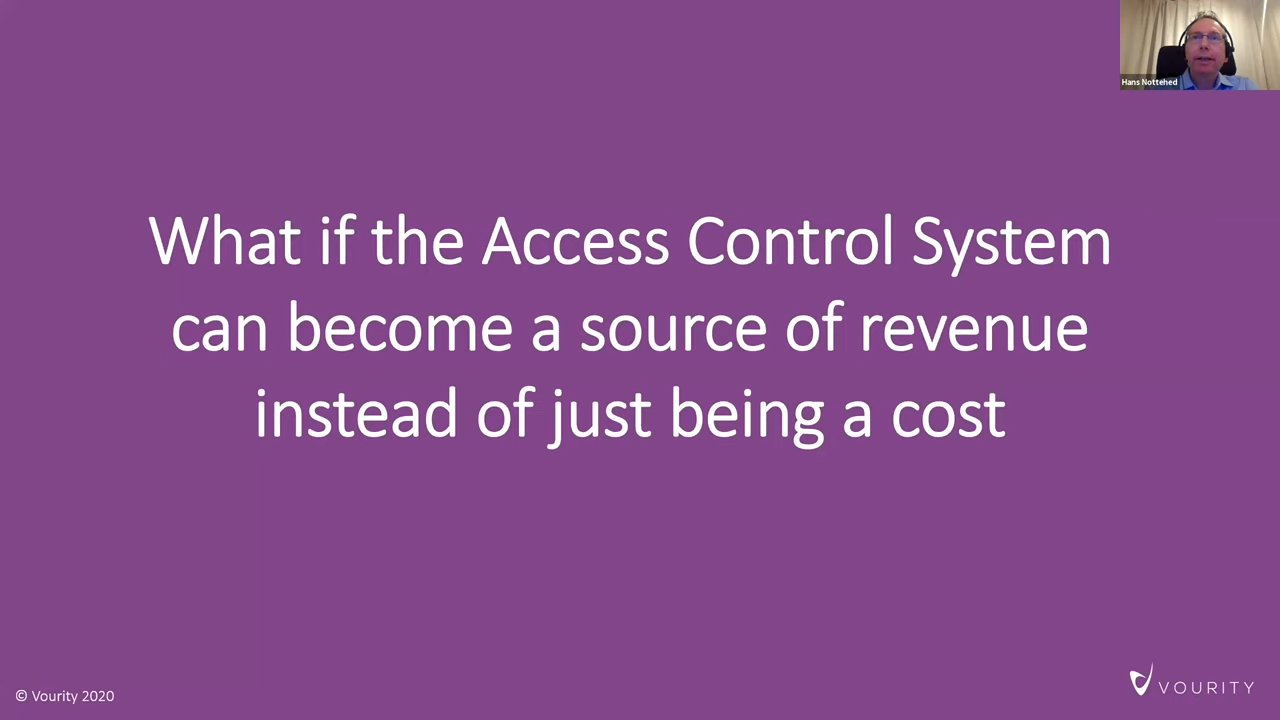 Hans Nottehed
What if the Access Control System
can become a source of revenue
instead of just being a cost
© Vourity 2020
VOURITY